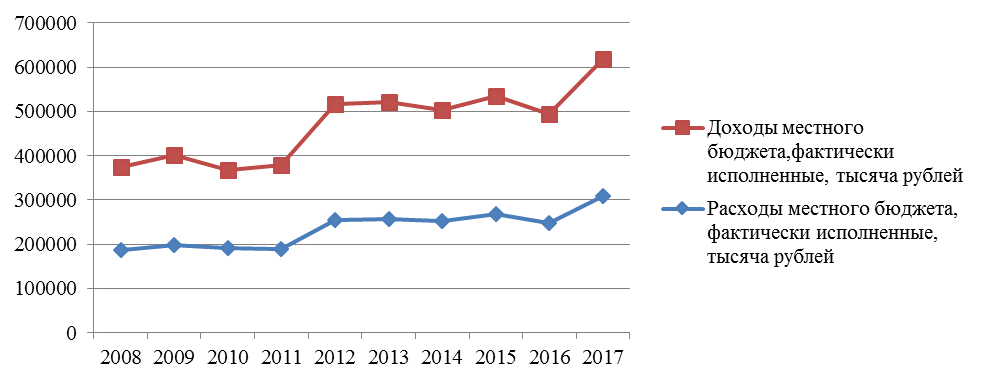 700000
600000
500000
400000
300000
200000
100000
0
2008 2009 2010 2011 2012 2013 2014 2015 2016 2017
Доходы местного
бюджета,фактически
исполненные, тысяча рублей
Расходы местного бюджета,
фактически исполненные,
тысяча рублей